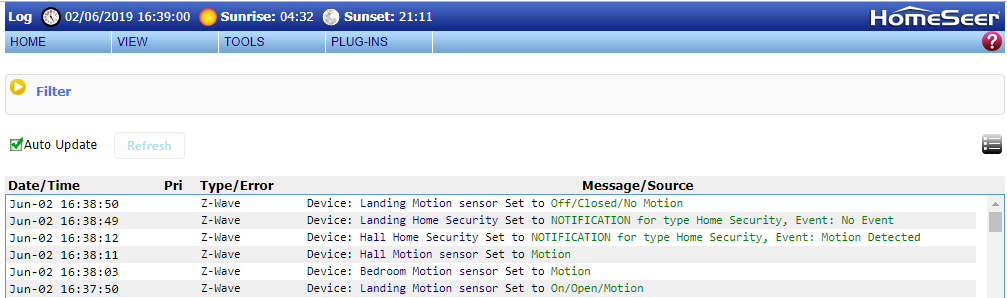 Log 02/06/2019 16:39:00 Sunrise: 04:32 Sunset: 21:11 HomeSeer
HOME VIEW TOOLS PLUG-INS ?
Filter
Auto Update Refresh
Date/Time Pri Type/Error Message/Source
Jun-02 16:38:50 Z-Wave Device: Landing Motion sensor Set to Off/Closed/No Motion
Jun-02 16:38:49 Z-Wave Device: Landing Home Security Set to NOTIFICATION for type Home Security, Event: No Event
Jun-02 16:38:12 Z-Wave Device: Hall Home Security Set to NOTIFICATION for type Home Security, Event: Motion Detected
Jun-02 16:38:11 Z-Wave Device: Hall Motion sensor Set to Motion
Jun-02 16:38:03 Z-Wave Device: Bedroom Motion sensor Set to Motion
Jun-02 16:37:50 Z-Wave Device: Landing Motion sensor Set to On/Open/Motion